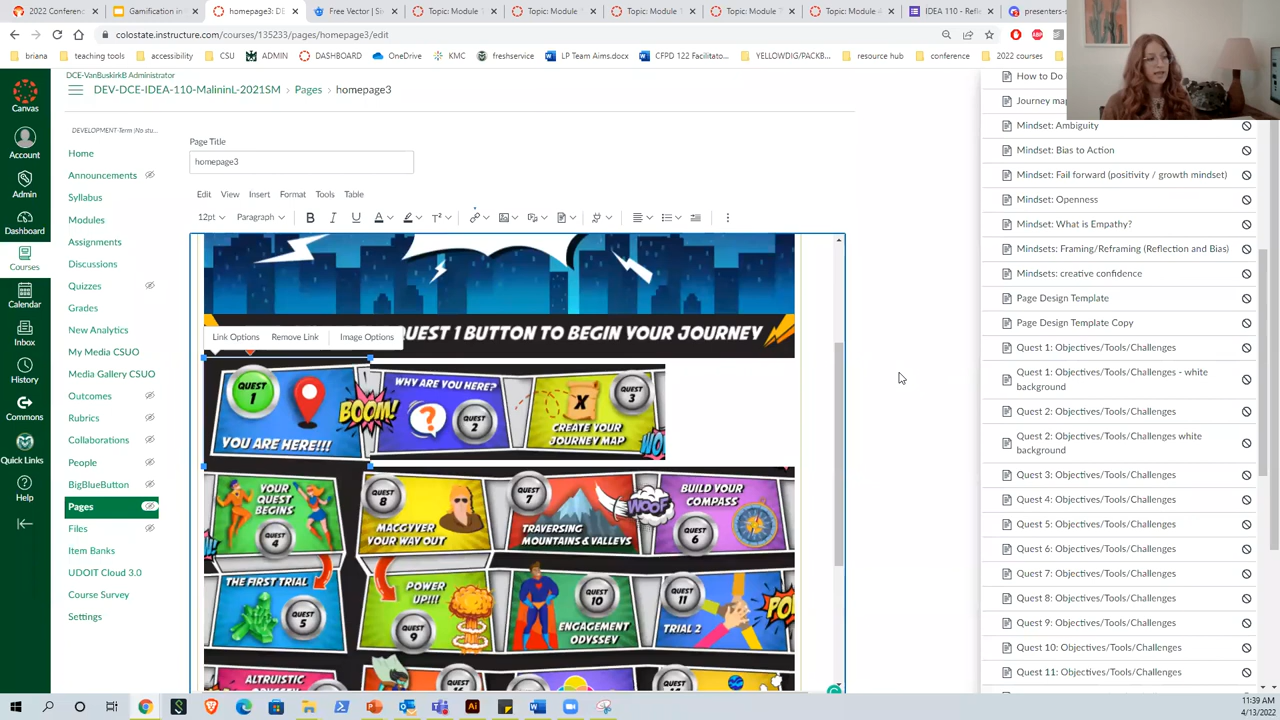 2022 Conferenc
Gamification in
homepage3: DE
Free Vector | Si
Topic: Module
Topic: Module
Topic: Module
Topic: Module
Topic: Module
IDEA 110 - Refl
presenters-s
colostate.instructure.com/courses/135233/pages/homepage3/edit
briana
teaching tools
accessibility
CSU
ADMIN
DASHBOARD
OneDrive
KMC
freshservice
LP Team Aims.docx
CFPD 122 Facilitato...
YELLOWDIG/PACKB...
resource hub
conference
2022 courses
DCE-VanBuskirkB Administrator
DEV-DCE-IDEA-110-MalininL-2021SM
Pages
homepage3
Canvas
Account
Admin
Dashboard
Courses
Calendar
Inbox
History
Commons
Quick Links
Help
DEVELOPMENT-Term |No stu...
Home
Announcements
Syllabus
Modules
Assignments
Discussions
Quizzes
Grades
New Analytics
My Media CSUO
Media Gallery CSUO
Outcomes
Rubrics
Collaborations
People
BigBlueButton
Pages
Files
Item Banks
UDOIT Cloud 3.0
Course Survey
Settings
Page Title
homepage3
Edit View Insert Format Tools Table
12pt Paragraph B I U A T²
UEST 1 BUTTON TO BEGIN YOUR JOURNEY
Link Options Remove Link Image Options
QUEST 1
YOU ARE HERE!!!
BOOM!
WHY ARE YOU HERE?
?
QUEST 2
X
QUEST 3
CREATE YOUR
JOURNEY MAP
WO
YOUR
QUEST
BEGINS
QUEST 4
QUEST 8
MACGYVER
YOUR WAY OUT
QUEST 7
TRAVERSING
MOUNTAINS & VALLEYS
WOOF
BUILD YOUR
COMPASS
QUEST 6
THE FIRST TRIAL
QUEST 5
POWER
UP!!!
QUEST 9
QUEST 10
ENGAGEMENT
ODYSSEY
QUEST 11
TRIAL 2
ALTRUISTIC
How to Do
Journey ma
Mindset: Ambiguity
Mindset: Bias to Action
Mindset: Fail forward (positivity / growth mindset)
Mindset: Openness
Mindset: What is Empathy?
Mindsets: Framing/Reframing (Reflection and Bias)
Mindsets: creative confidence
Page Design Template
Page Design Template Copy
Quest 1: Objectives/Tools/Challenges
Quest 1: Objectives/Tools/Challenges - white
background
Quest 2: Objectives/Tools/Challenges
Quest 2: Objectives/Tools/Challenges white
background
Quest 3: Objectives/Tools/Challenges
Quest 4: Objectives/Tools/Challenges
Quest 5: Objectives/Tools/Challenges
Quest 6: Objectives/Tools/Challenges
Quest 7: Objectives/Tools/Challenges
Quest 8: Objectives/Tools/Challenges
Quest 9: Objectives/Tools/Challenges
Quest 10: Objectives/Tools/Challenges
Quest 11: Objectives/Tools/Challenges
11:39 AM
4/13/2022